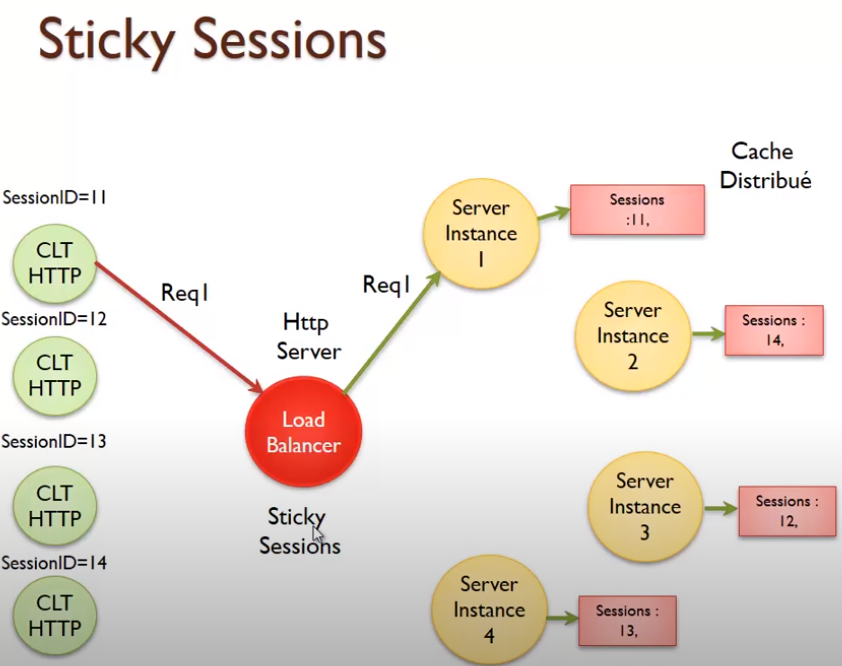 Sticky Sessions
Cache
Distribué
SessionID=11
CLT
HTTP
Req1
Req1
Server
Instance
1
Sessions
:11,
SessionID=12
CLT
HTTP
Http
Server
Server
Instance
2
Sessions :
14,
Load
Balancer
SessionID=13
CLT
HTTP
Sticky
Sessions
Server
Instance
3
Sessions :
12,
SessionID=14
CLT
HTTP
Server
Instance
4
Sessions :
13,